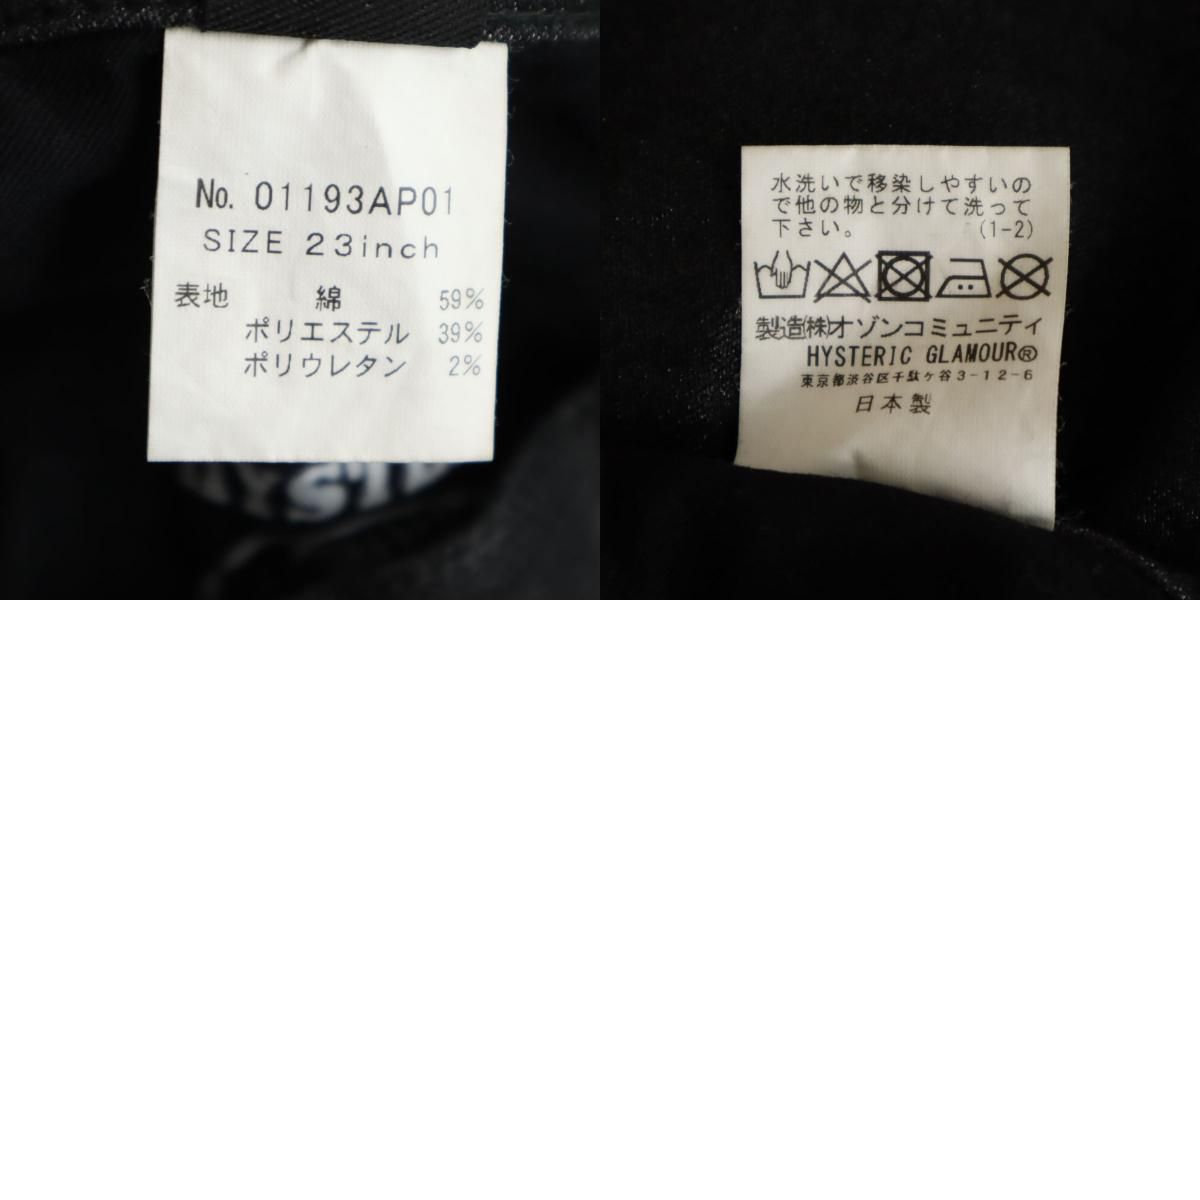 No. 01193AP01
SIZE 23inch
表地 綿 59%
ポリエステル 39%
ポリウレタン 2%
水洗いで移染しやすいの
で他の物と分けて洗って
下さい。 (1-2)
製造(株)オゾンコミュニティ
HYSTERIC GLAMOUR®
東京都渋谷区千駄ヶ谷3-12-6
日本製